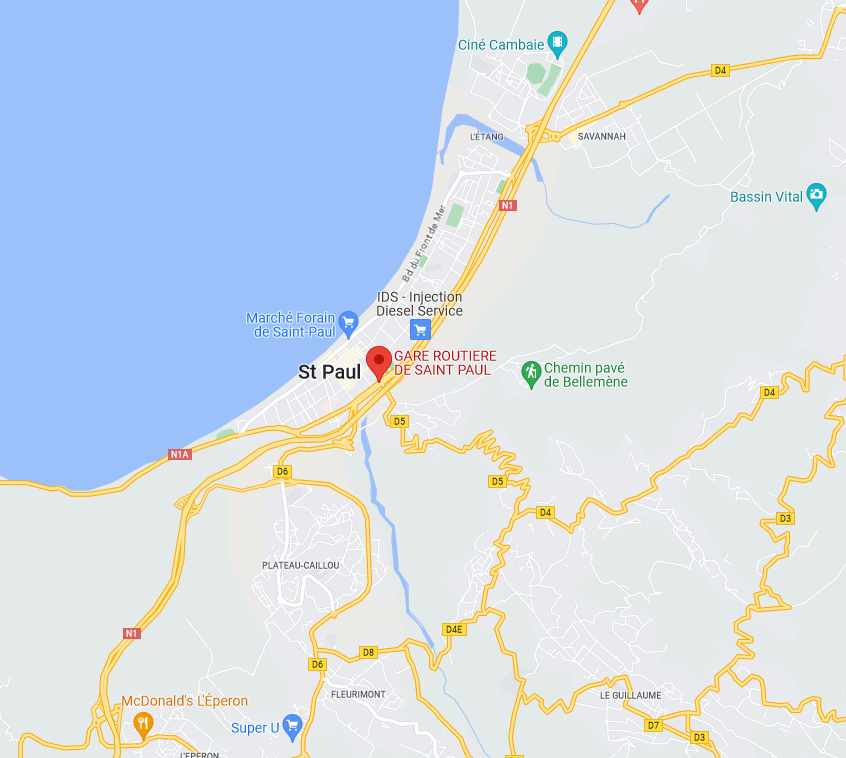 Ciné Cambaie
D4
L'ÉTANG
SAVANNAH
Bassin Vital
N1
Bd du Front de Mer
IDS - Injection
Diesel Service
Marché Forain
de Saint-Paul
GARE ROUTIERE
DE SAINT PAUL
St Paul
Chemin pavé
de Bellemène
D4
D5
N1A
D6
D5
D4
D3
PLATEAU-CAILLOU
N1
D4E
D8
D6
FLEURIMONT
LE GUILLAUME
McDonald's L'Éperon
Super U
D7
D3
L'EPERON